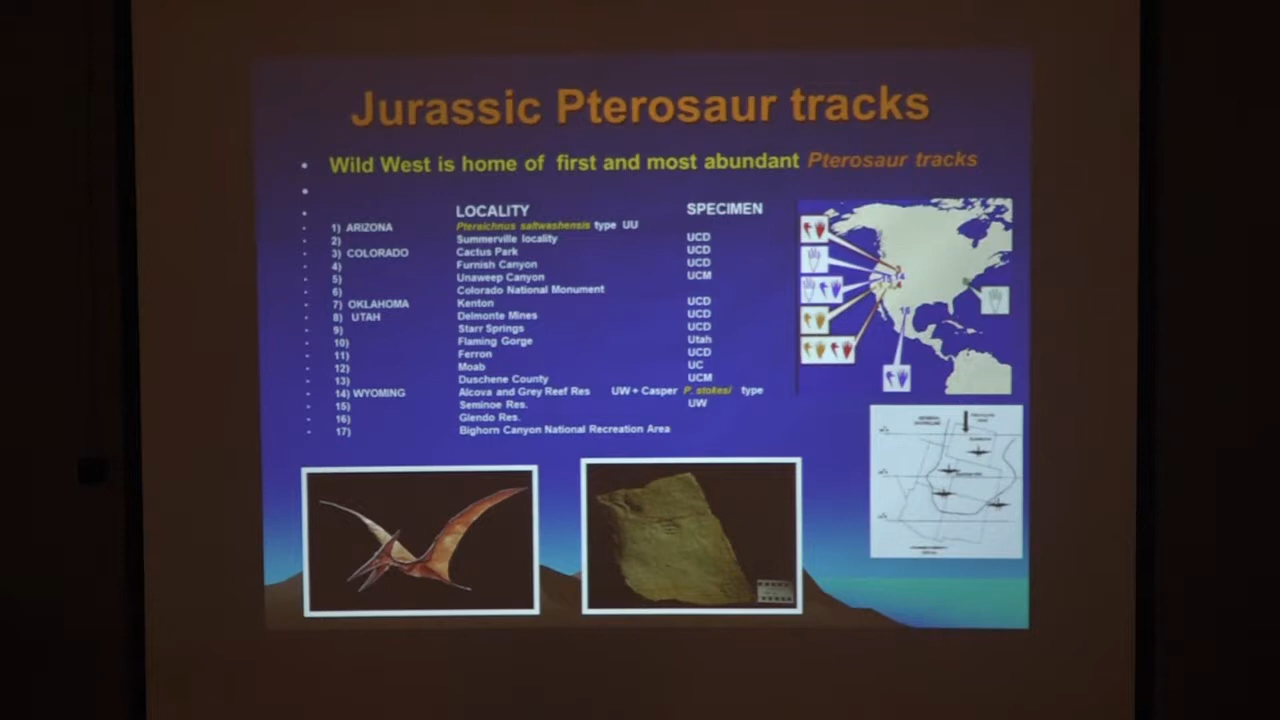 Jurassic Pterosaur tracks
• Wild West is home of first and most abundant Pterosaur tracks
LOCALITY SPECIMEN
1) ARIZONA Pteraichnus saltwashensis type UU
2) Summerville locality UCD
3) COLORADO Cactus Park UCD
4) Furnish Canyon UCD
5) Unaweep Canyon UCM
6) Colorado National Monument
7) OKLAHOMA Kenton UCD
8) UTAH Delmonte Mines UCD
9) Starr Springs UCD
10) Flaming Gorge Utah
11) Ferron UCD
12) Moab UC
13) Duschene County UCM
14) WYOMING Alcova and Grey Reef Res UW + Casper P. stokesi type
15) Seminoe Res. UW
16) Glendo Res.
17) Bighorn Canyon National Recreation Area